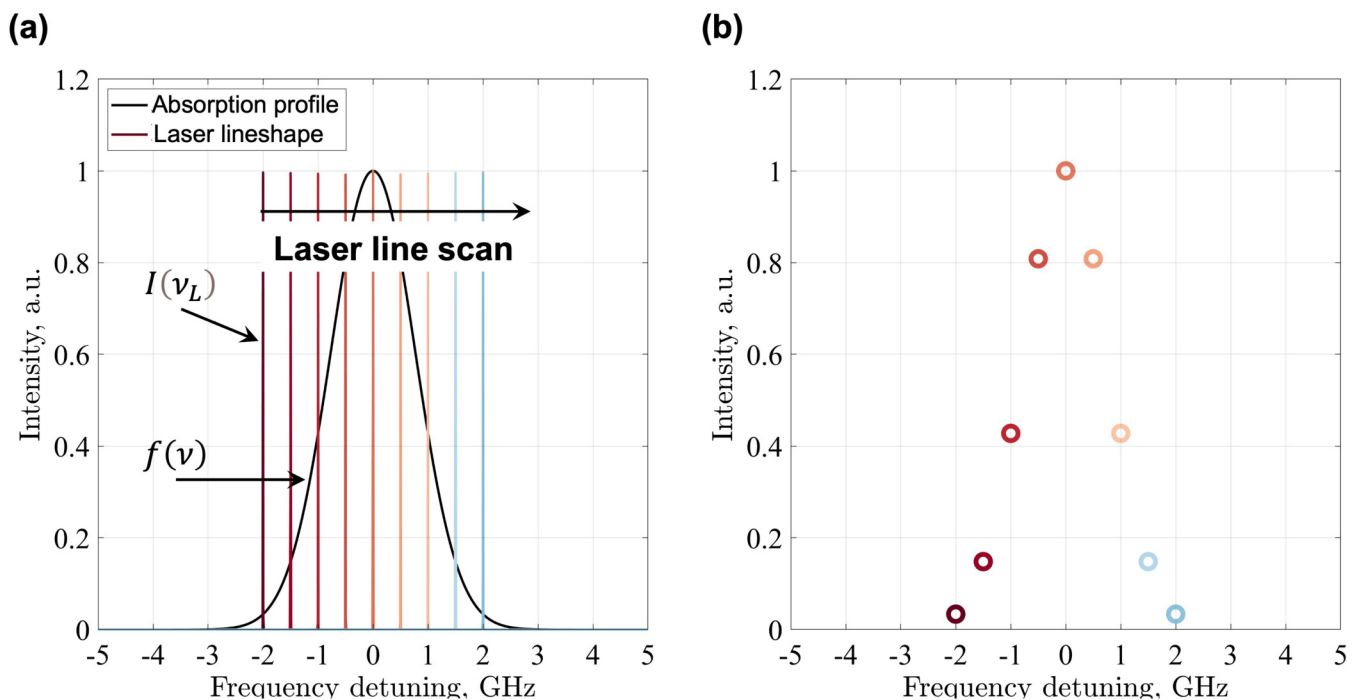 (a)
(b)
1.2
1
0.8
0.6
0.4
0.2
0
Absorption profile
Laser lineshape
Laser line scan
I(ν_L)
f(ν)
Intensity, a.u.
-5 -4 -3 -2 -1 0 1 2 3 4 5
Frequency detuning, GHz
1.2
1
0.8
0.6
0.4
0.2
0
Intensity, a.u.
-5 -4 -3 -2 -1 0 1 2 3 4 5
Frequency detuning, GHz